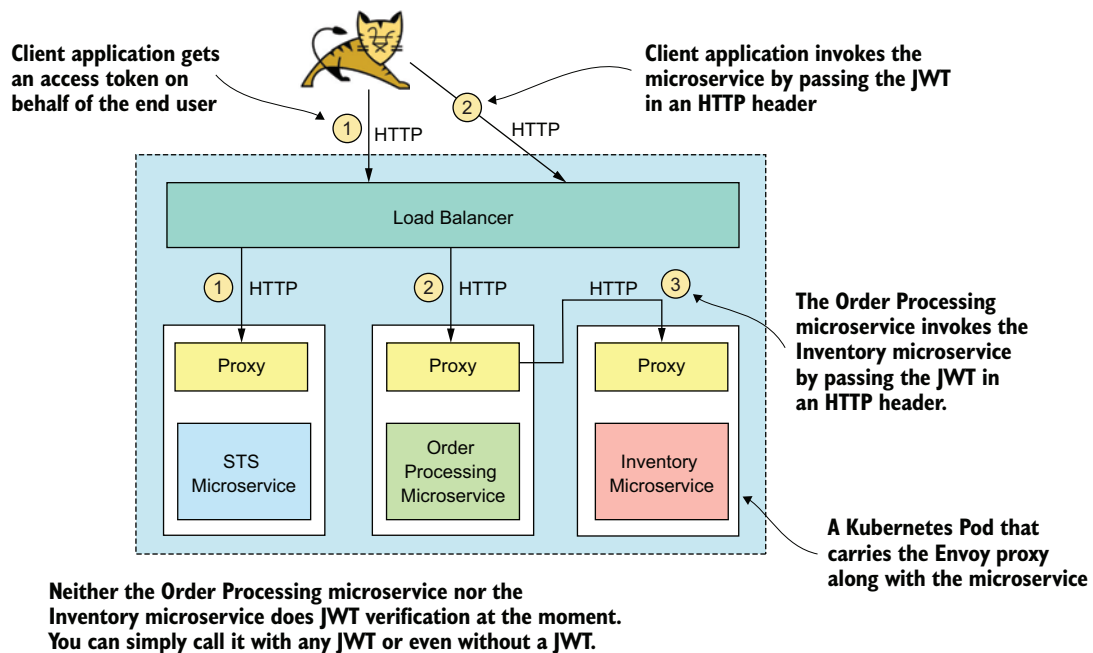 Client application gets
an access token on
behalf of the end user
Client application invokes the
microservice by passing the JWT
in an HTTP header
1
HTTP
2
HTTP
Load Balancer
1
HTTP
2
HTTP
HTTP
3
The Order Processing
microservice invokes the
Inventory microservice
by passing the JWT in
an HTTP header.
Proxy
Proxy
Proxy
STS
Microservice
Order
Processing
Microservice
Inventory
Microservice
A Kubernetes Pod that
carries the Envoy proxy
along with the microservice
Neither the Order Processing microservice nor the
Inventory microservice does JWT verification at the moment.
You can simply call it with any JWT or even without a JWT.